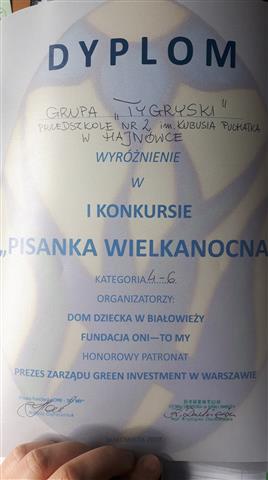 DYPLOM
GRUPA „TYGRYSKI”
PRZEDSZKOLE NR 2 im. KUBUSIA PUCHATKA
W HAJNÓWCE
WYRÓŻNIENIE
W
I KONKURSIE
„PISANKA WIELKANOCNA
KATEGORIA 4-6
ORGANIZATORZY:
DOM DZIECKA W BIAŁOWIEŻY
FUNDACJA ONI—TO MY
HONOROWY PATRONAT
PREZES ZARZĄDU GREEN INVESTMENT W WARSZAWIE